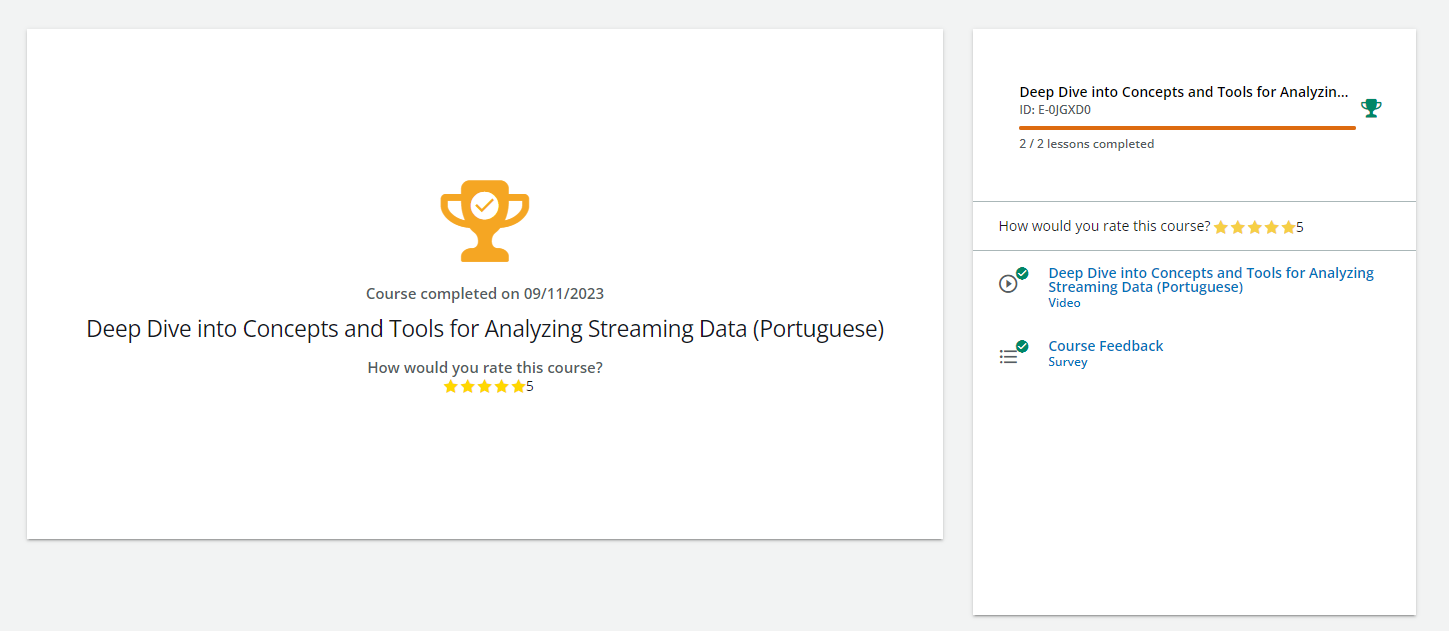 Course completed on 09/11/2023
Deep Dive into Concepts and Tools for Analyzing Streaming Data (Portuguese)
How would you rate this course?
5
Deep Dive into Concepts and Tools for Analyzin...
ID: E-0JGXD0
2 / 2 lessons completed
How would you rate this course? 5
Deep Dive into Concepts and Tools for Analyzing
Streaming Data (Portuguese)
Video
Course Feedback
Survey